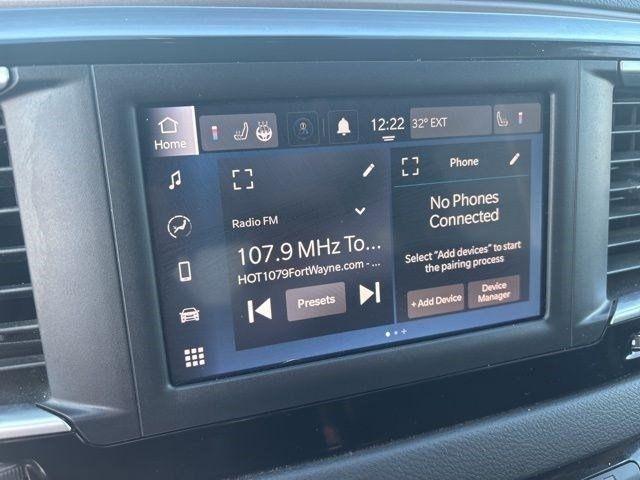 Home
12:22
32° EXT
Radio FM
107.9 MHz To...
HOT1079FortWayne.com - ...
Presets
Phone
No Phones
Connected
Select "Add devices" to start
the pairing process
+ Add Device
Device
Manager